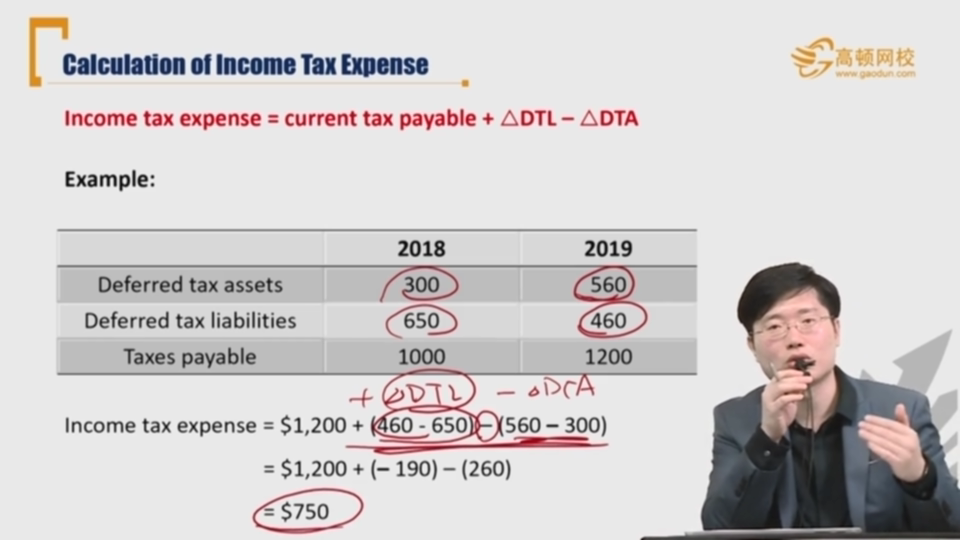 Calculation of Income Tax Expense
高顿网校
www.gaodun.com
Income tax expense = current tax payable + △DTL – △DTA
Example:
2018 2019
Deferred tax assets 300 560
Deferred tax liabilities 650 460
Taxes payable 1000 1200
+ △DTL - △DTA
Income tax expense = $1,200 + (460 - 650) – (560 – 300)
= $1,200 + (– 190) – (260)
= $750